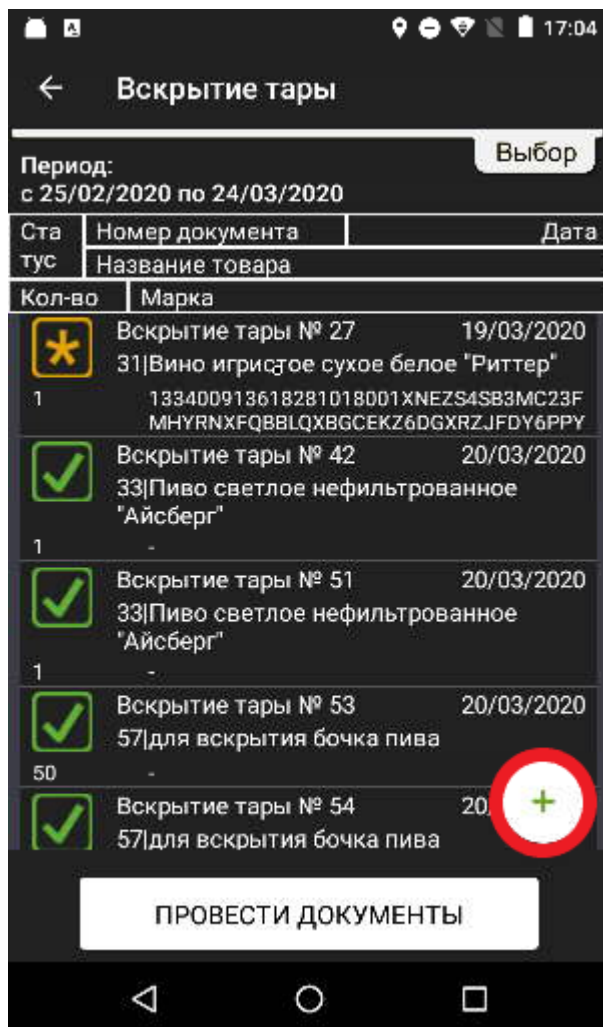 17:04
Вскрытие тары
Выбор
Период:
с 25/02/2020 по 24/03/2020
Ста
тус
Номер документа
Дата
Название товара
Кол-во
Марка
Вскрытие тары № 27
19/03/2020
31|Вино игристое сухое белое "Риттер"
1
133400913618281018001XNEZS4SB3MC23F
MHYRNXFQBBLQXBGCEKZ6DGXRZJFDY6PPY
Вскрытие тары № 42
20/03/2020
33|Пиво светлое нефильтрованное
"Айсберг"
1
-
Вскрытие тары № 51
20/03/2020
33|Пиво светлое нефильтрованное
"Айсберг"
1
-
Вскрытие тары № 53
20/03/2020
57|для вскрытия бочка пива
50
-
Вскрытие тары № 54
20/
57|для вскрытия бочка пива
+
ПРОВЕСТИ ДОКУМЕНТЫ